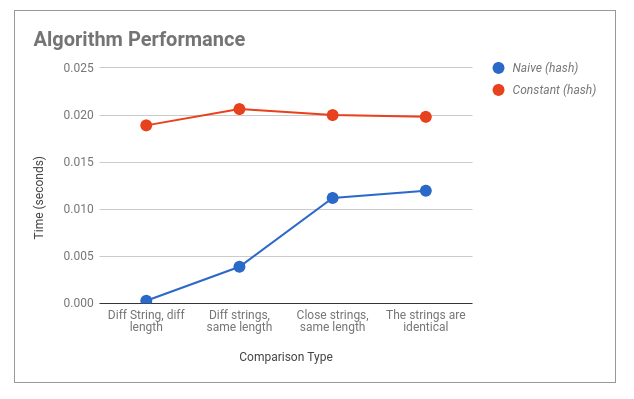 Algorithm Performance
Naive (hash)
Constant (hash)
0.025
0.020
0.015
0.010
0.005
0.000
Time (seconds)
Diff String, diff
length
Diff strings,
same length
Close strings,
same length
The strings are
identical
Comparison Type